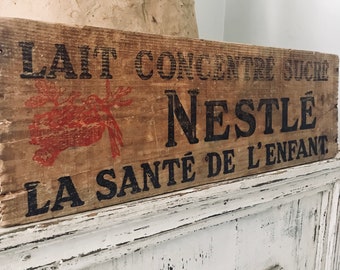 LAIT CONCENTRÉ SUCRÉ
NESTLÉ
LA SANTÉ DE L'ENFANT